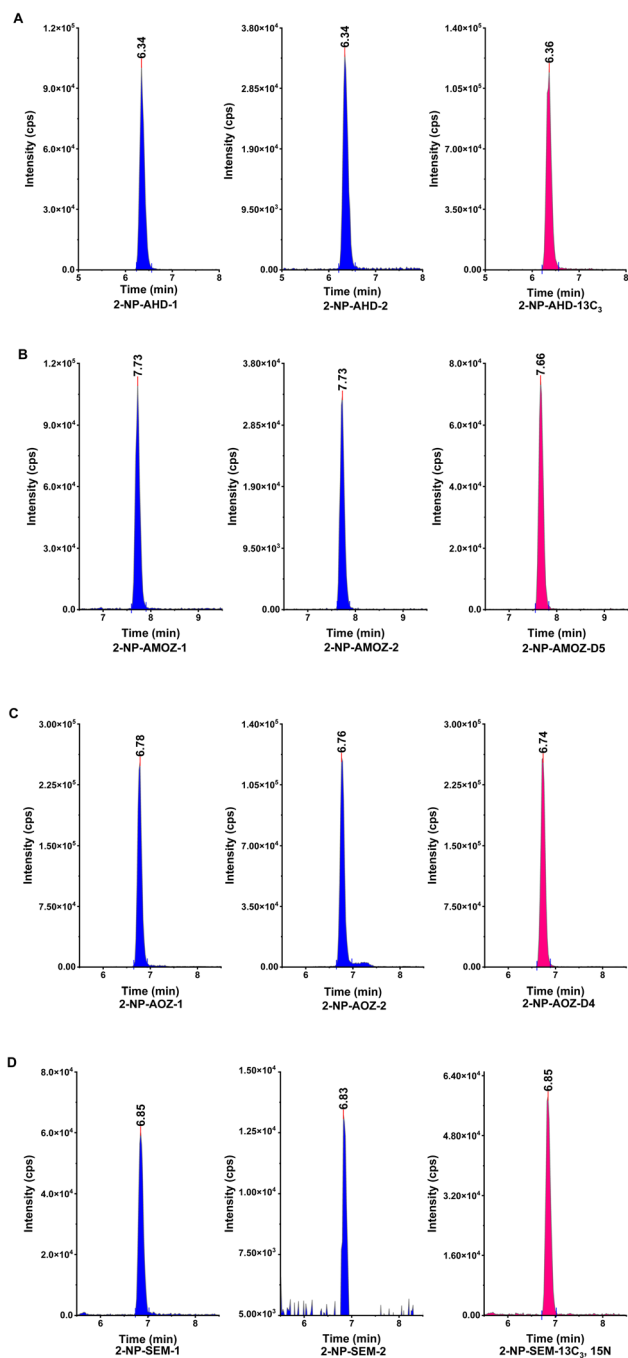 A
6.34
1.2×10⁵
9.0×10⁴
6.0×10⁴
3.0×10⁴
0.0
Intensity (cps)
5 6 7 8
Time (min)
2-NP-AHD-1
6.34
3.80×10⁴
3.85×10⁴
1.90×10⁴
9.50×10³
0.00
Intensity (cps)
5 6 7 8
Time (min)
2-NP-AHD-2
6.36
1.40×10⁵
1.05×10⁵
7.00×10⁴
3.50×10⁴
0.00
Intensity (cps)
5 6 7 8
Time (min)
2-NP-AHD-13C₃
B
7.73
1.2×10⁵
9.0×10⁴
6.0×10⁴
3.0×10⁴
0.0
Intensity (cps)
7 8 9
Time (min)
2-NP-AMOZ-1
7.73
3.80×10⁴
3.85×10⁴
1.90×10⁴
9.50×10³
0.00
Intensity (cps)
7 8 9
Time (min)
2-NP-AMOZ-2
7.66
8.0×10⁴
6.0×10⁴
4.0×10⁴
2.0×10⁴
0.0
Intensity (cps)
7 8 9
Time (min)
2-NP-AMOZ-D5
C
6.78
3.00×10⁵
2.25×10⁵
1.50×10⁵
7.50×10⁴
0.00
Intensity (cps)
6 7 8
Time (min)
2-NP-AOZ-1
6.76
1.40×10⁵
1.05×10⁵
7.00×10⁴
3.50×10⁴
0.00
Intensity (cps)
6 7 8
Time (min)
2-NP-AOZ-2
6.74
3.00×10⁵
2.25×10⁵
1.50×10⁵
7.50×10⁴
0.00
Intensity (cps)
6 7 8
Time (min)
2-NP-AOZ-D4
D
6.85
8.0×10⁴
6.0×10⁴
4.0×10⁴
2.0×10⁴
0.0
Intensity (cps)
6 7 8
Time (min)
2-NP-SEM-1
6.83
1.50×10⁴
1.25×10⁴
1.00×10⁴
7.50×10³
5.00×10³
Intensity (cps)
6 7 8
Time (min)
2-NP-SEM-2
6.85
6.40×10⁴
4.80×10⁴
3.20×10⁴
1.60×10⁴
0.00
Intensity (cps)
6 7 8
Time (min)
2-NP-SEM-13C₃, 15N